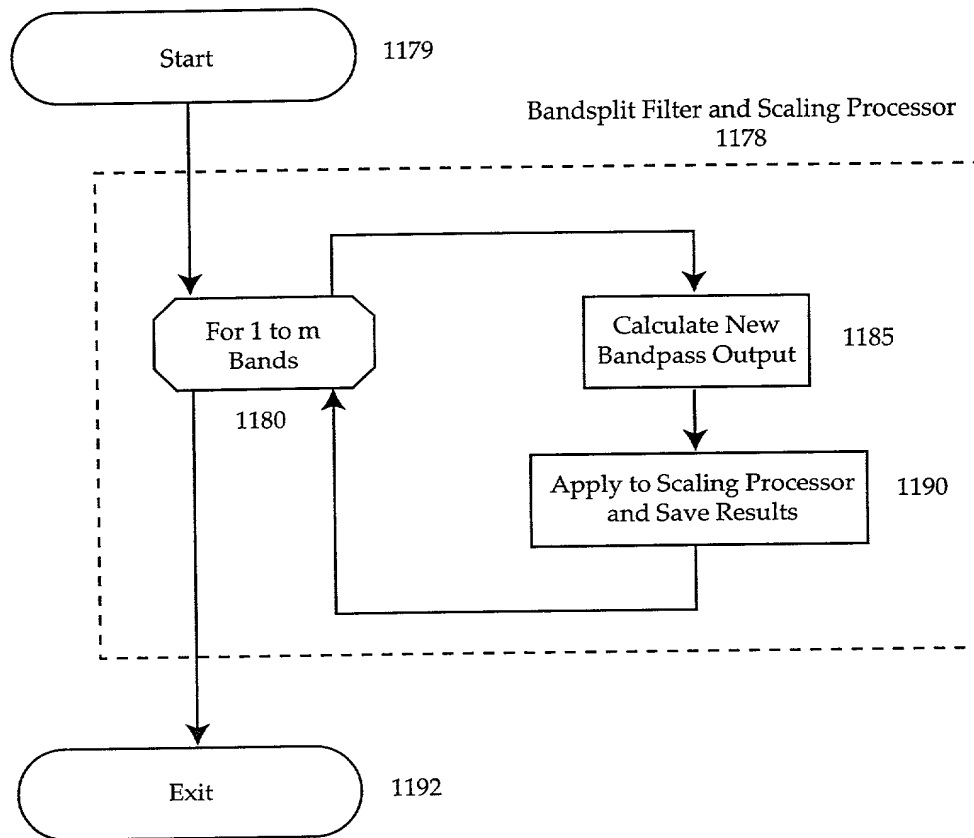 Start
1179
Bandsplit Filter and Scaling Processor
1178
For 1 to m
Bands
1180
Calculate New
Bandpass Output
1185
Apply to Scaling Processor
and Save Results
1190
Exit
1192